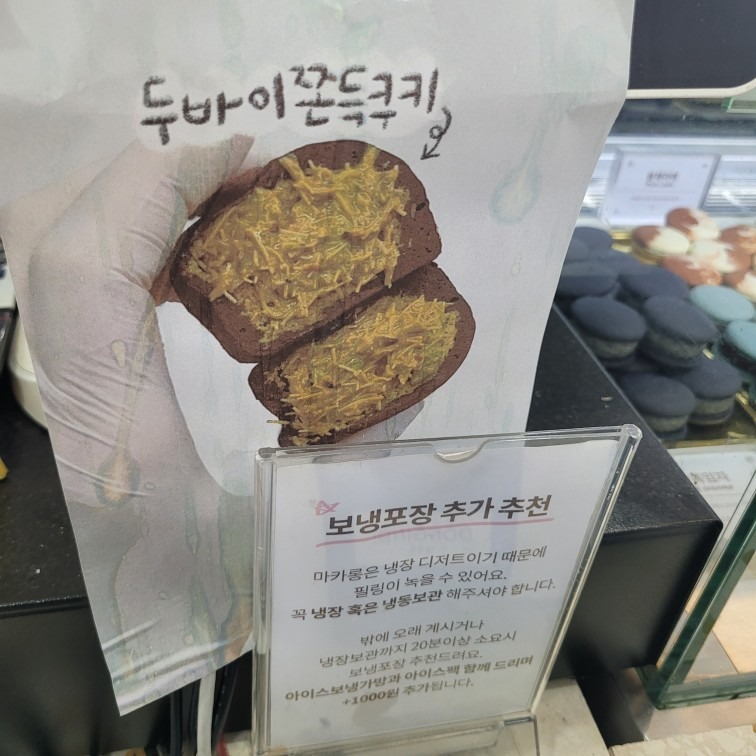 두바이쫀득쿠키
보냉포장 추가 추천
마카롱은 냉장 디저트이기 때문에
필링이 녹을 수 있어요.
꼭 냉장 혹은 냉동보관 해주셔야 합니다.
밖에 오래 계시거나
냉장보관까지 20분이상 소요시
보냉포장 추천드려요.
아이스보냉가방과 아이스팩 함께 드리며
+1000원 추가됩니다.